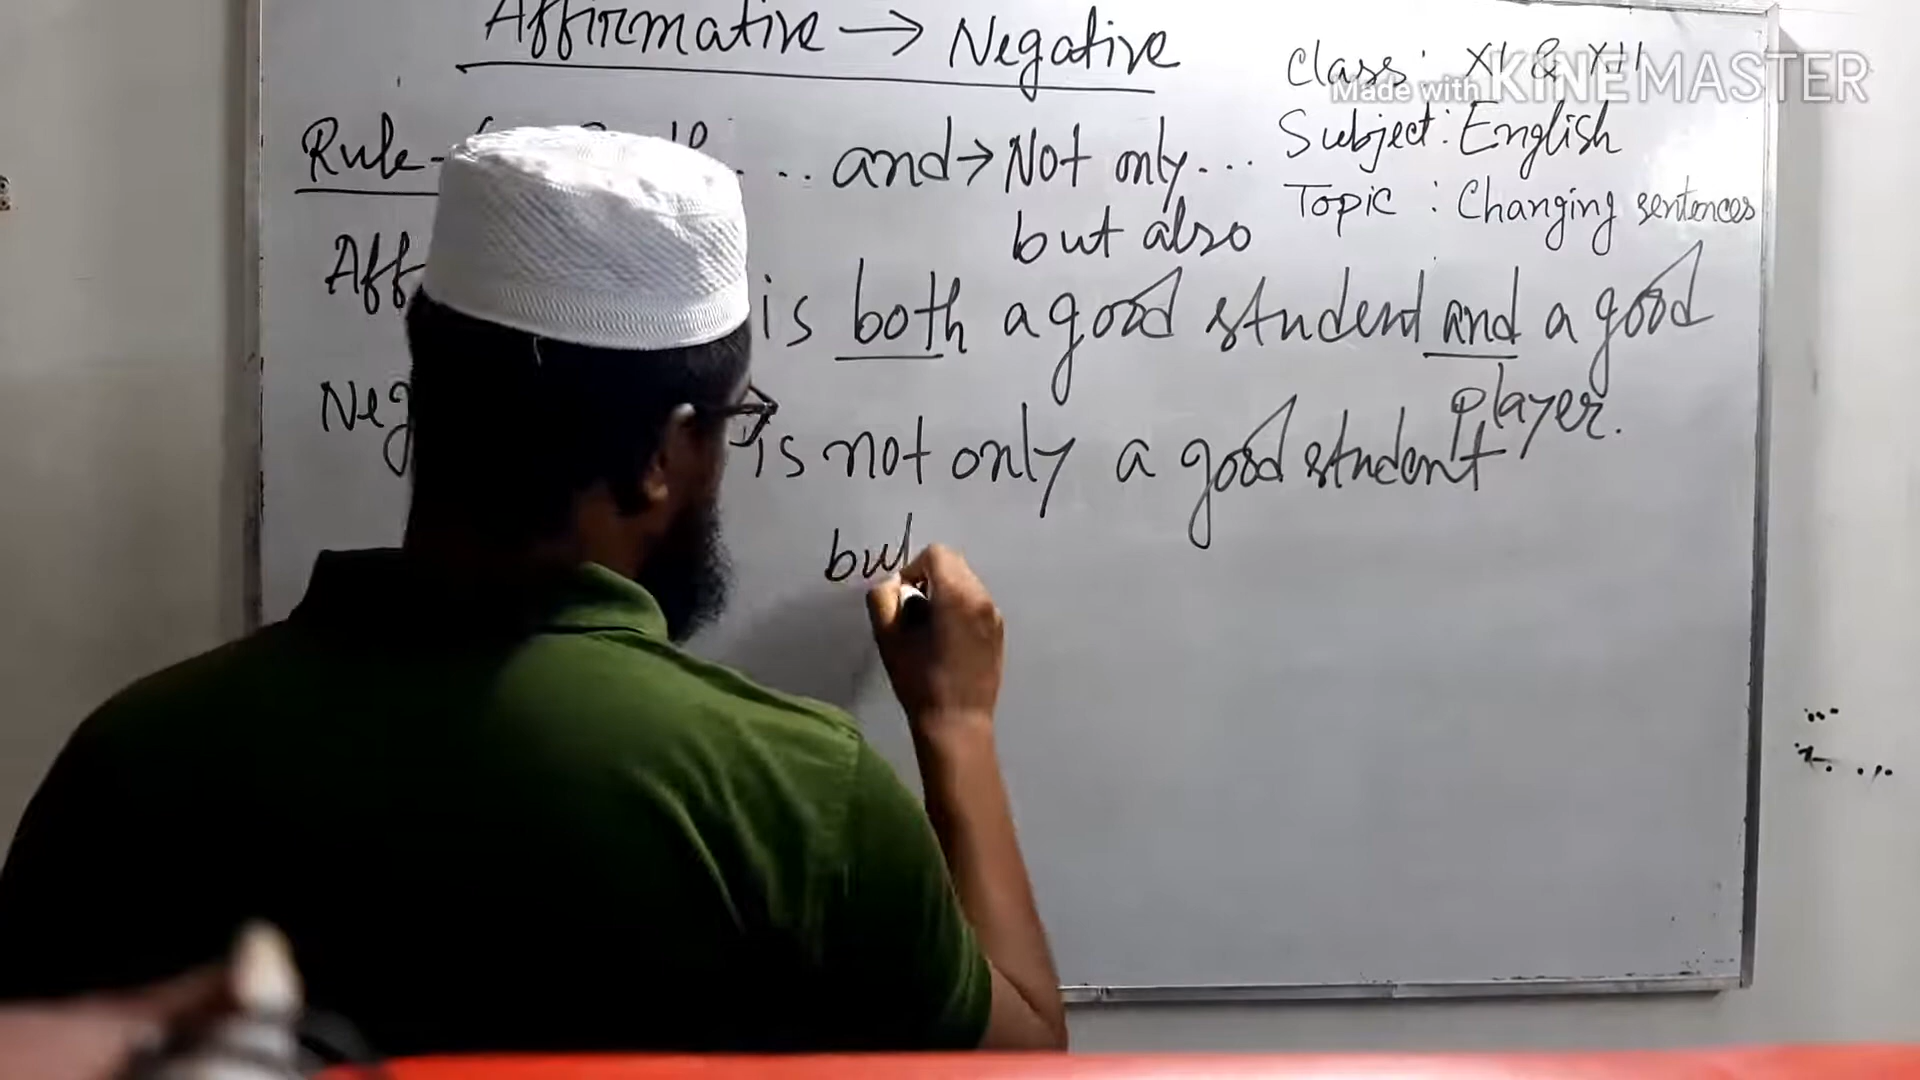 Affirmative → Negative
Class: XI & XII
Made with KINEMASTER
Subject: English
Topic : Changing sentences
Rule- ... and → Not only...
but also
Aff
is both a good student and a good
player.
Neg
is not only a good student
but